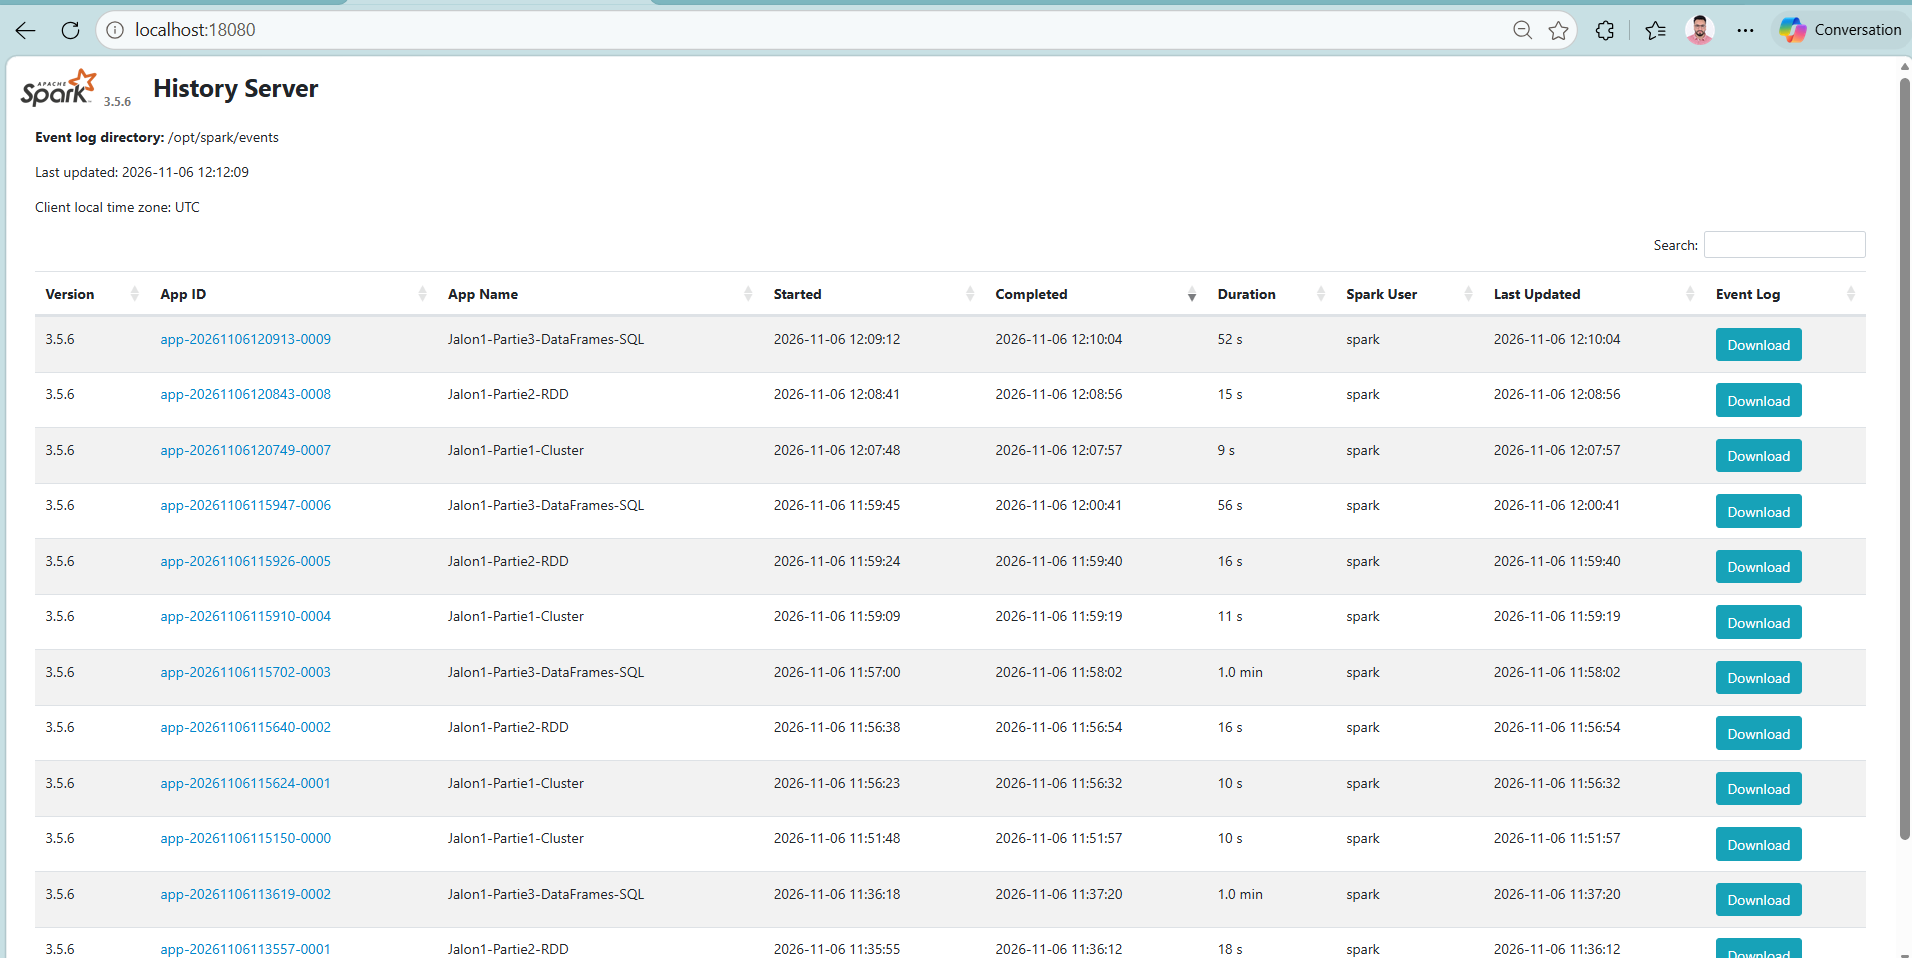 localhost:18080
Conversation
APACHE
Spark 3.5.6 History Server
Event log directory: /opt/spark/events
Last updated: 2026-11-06 12:12:09
Client local time zone: UTC
Search:
Version App ID App Name Started Completed Duration Spark User Last Updated Event Log
3.5.6 app-20261106120913-0009 Jalon1-Partie3-DataFrames-SQL 2026-11-06 12:09:12 2026-11-06 12:10:04 52 s spark 2026-11-06 12:10:04 Download
3.5.6 app-20261106120843-0008 Jalon1-Partie2-RDD 2026-11-06 12:08:41 2026-11-06 12:08:56 15 s spark 2026-11-06 12:08:56 Download
3.5.6 app-20261106120749-0007 Jalon1-Partie1-Cluster 2026-11-06 12:07:48 2026-11-06 12:07:57 9 s spark 2026-11-06 12:07:57 Download
3.5.6 app-20261106115947-0006 Jalon1-Partie3-DataFrames-SQL 2026-11-06 11:59:45 2026-11-06 12:00:41 56 s spark 2026-11-06 12:00:41 Download
3.5.6 app-20261106115926-0005 Jalon1-Partie2-RDD 2026-11-06 11:59:24 2026-11-06 11:59:40 16 s spark 2026-11-06 11:59:40 Download
3.5.6 app-20261106115910-0004 Jalon1-Partie1-Cluster 2026-11-06 11:59:09 2026-11-06 11:59:19 11 s spark 2026-11-06 11:59:19 Download
3.5.6 app-20261106115702-0003 Jalon1-Partie3-DataFrames-SQL 2026-11-06 11:57:00 2026-11-06 11:58:02 1.0 min spark 2026-11-06 11:58:02 Download
3.5.6 app-20261106115640-0002 Jalon1-Partie2-RDD 2026-11-06 11:56:38 2026-11-06 11:56:54 16 s spark 2026-11-06 11:56:54 Download
3.5.6 app-20261106115624-0001 Jalon1-Partie1-Cluster 2026-11-06 11:56:23 2026-11-06 11:56:32 10 s spark 2026-11-06 11:56:32 Download
3.5.6 app-20261106115150-0000 Jalon1-Partie1-Cluster 2026-11-06 11:51:48 2026-11-06 11:51:57 10 s spark 2026-11-06 11:51:57 Download
3.5.6 app-20261106113619-0002 Jalon1-Partie3-DataFrames-SQL 2026-11-06 11:36:18 2026-11-06 11:37:20 1.0 min spark 2026-11-06 11:37:20 Download
3.5.6 app-20261106113557-0001 Jalon1-Partie2-RDD 2026-11-06 11:35:55 2026-11-06 11:36:12 18 s spark 2026-11-06 11:36:12 Download